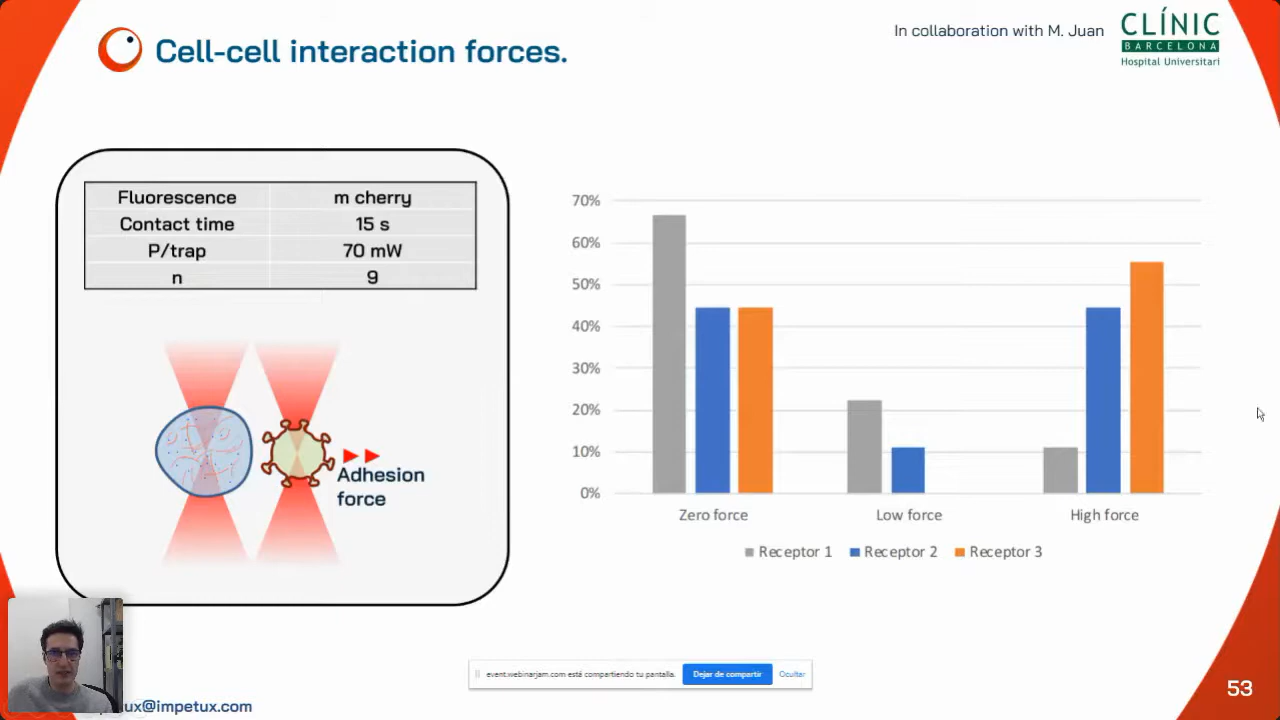 Cell-cell interaction forces.
In collaboration with M. Juan
CLÍNIC
BARCELONA
Hospital Universitari
Fluorescence m cherry
Contact time 15 s
P/trap 70 mW
n 9
Adhesion
force
70%
60%
50%
40%
30%
20%
10%
0%
Zero force Low force High force
Receptor 1 Receptor 2 Receptor 3
event.webinarjam.com está compartiendo tu pantalla. Dejar de compartir Ocultar
53
ux@impetux.com